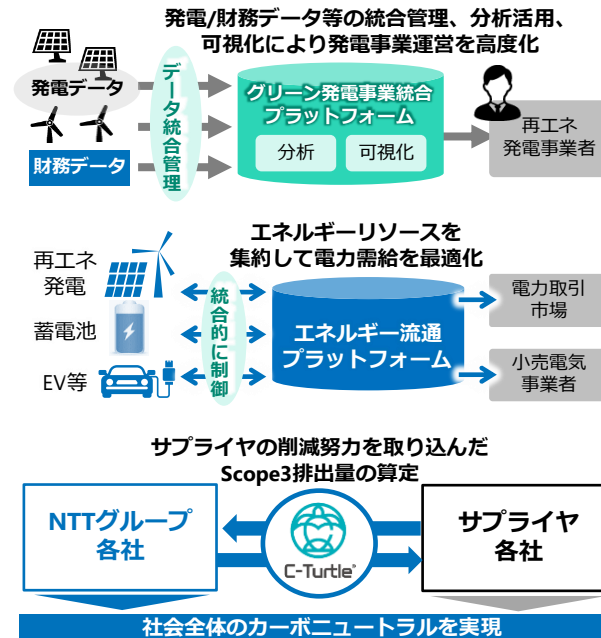 発電/財務データ等の統合管理、分析活用、
可視化により発電事業運営を高度化
発電データ
財務データ
データ統合管理
グリーン発電事業統合
プラットフォーム
分析
可視化
再エネ
発電事業者
エネルギーリソースを
集約して電力需給を最適化
再エネ
発電
蓄電池
EV等
統合的に制御
エネルギー流通
プラットフォーム
電力取引
市場
小売電気
事業者
サプライヤの削減努力を取り込んだ
Scope3排出量の算定
NTTグループ
各社
C-Turtle®
サプライヤ
各社
社会全体のカーボニュートラルを実現